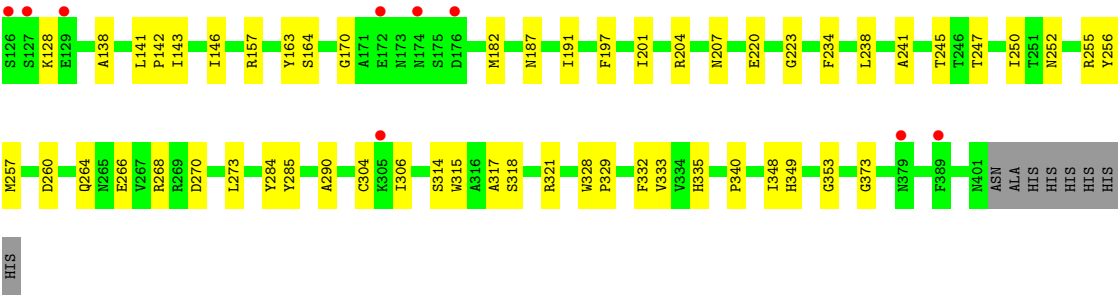 S126 S127 K128 E129 A138 L141 P142 I143 I146 R157 Y163 S164 G170 A171 E172 N173 N174 S175 D176 M182 N187 I191 F197 I201 R204 N207 E220 G223 F234 L238 A241 T245 T246 T247 I250 T251 N252 R255 Y256
M257 D260 Q264 N265 E266 V267 R268 R269 D270 L273 Y284 Y285 A290 C304 K305 I306 S314 W315 A316 A317 S318 R321 W328 P329 F332 V333 V334 H335 P340 I348 H349 G353 G373 N379 F389 N401 ASN ALA HIS HIS HIS HIS HIS
HIS